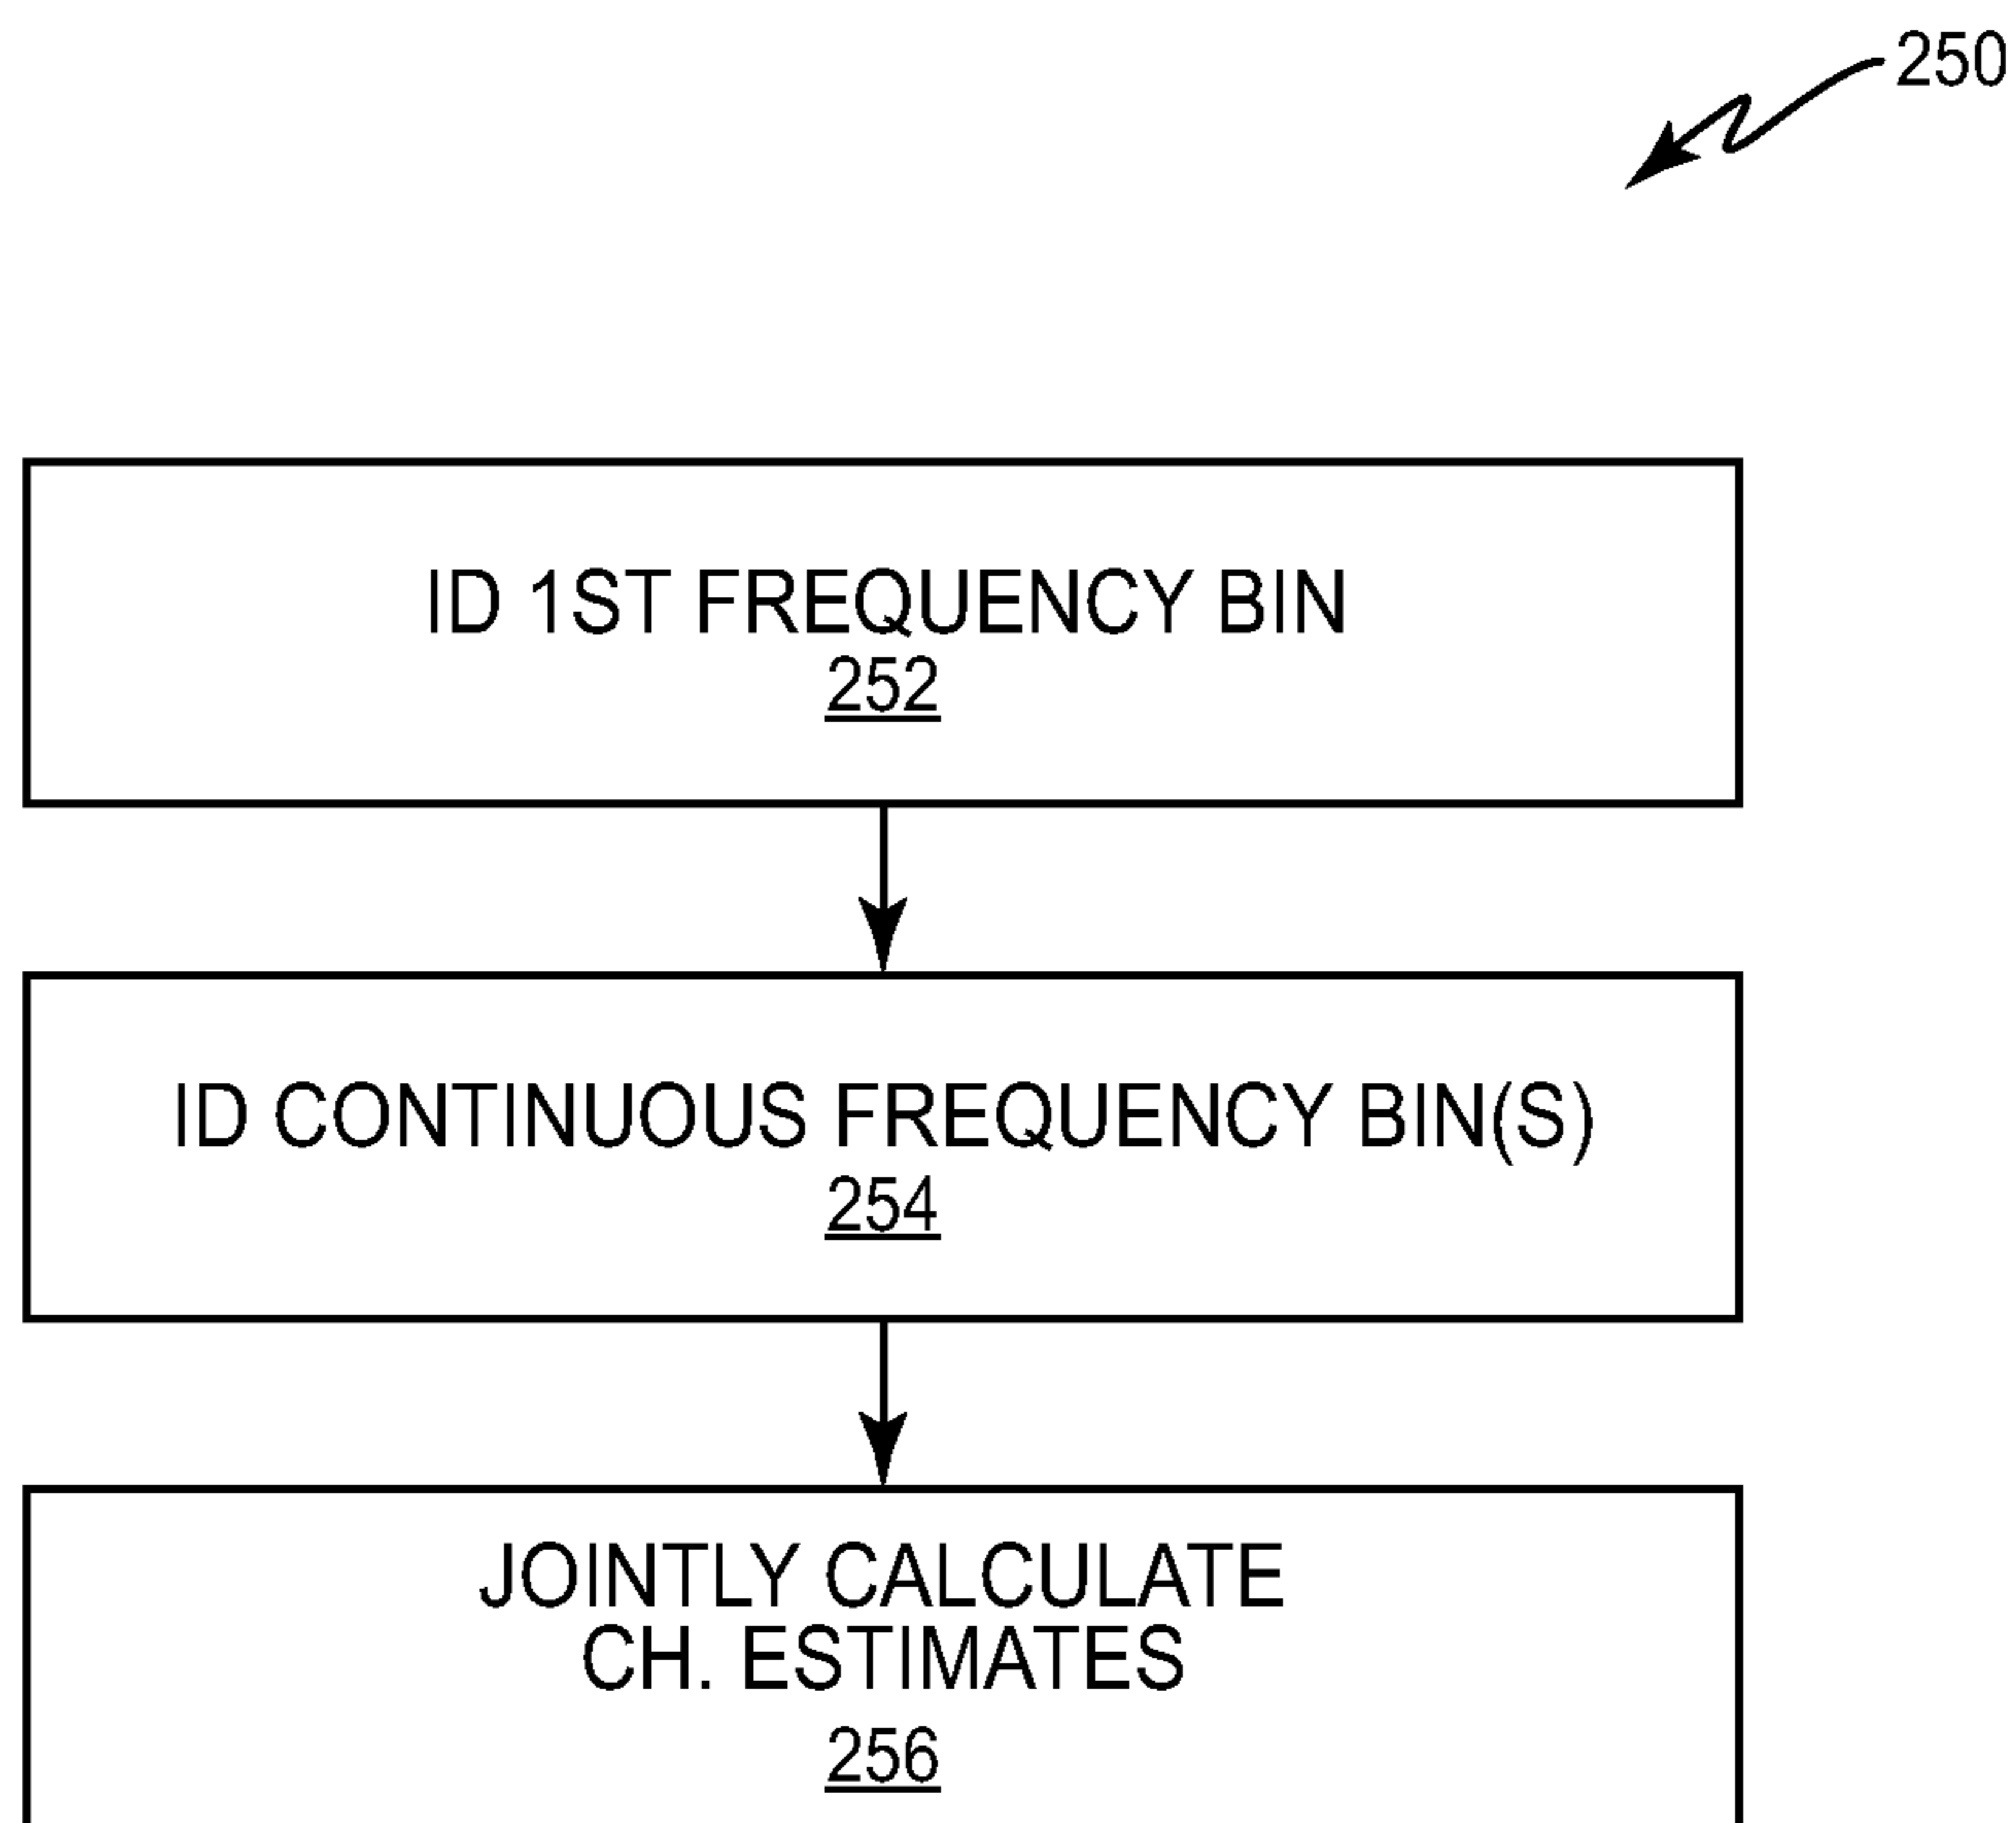 250
ID 1ST FREQUENCY BIN
252
ID CONTINUOUS FREQUENCY BIN(S)
254
JOINTLY CALCULATE
CH. ESTIMATES
256